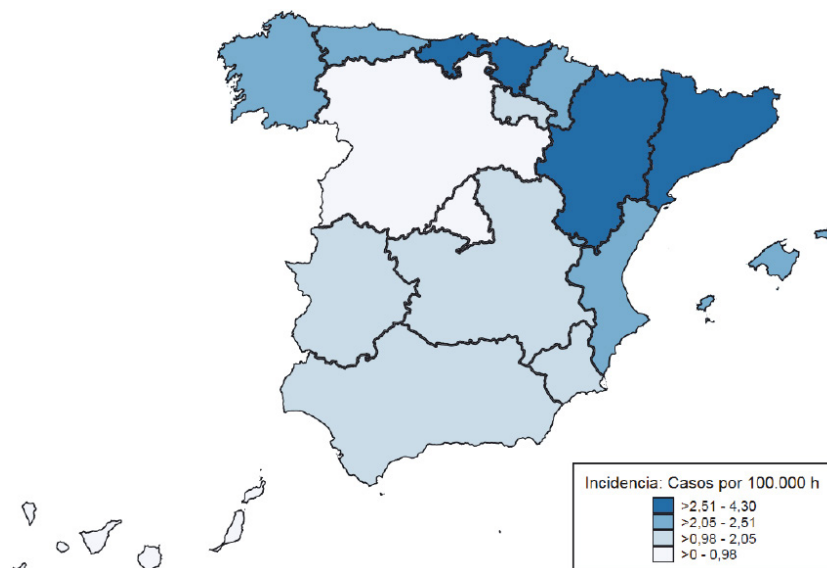 Incidencia: Casos por 100.000 h
>2,51 - 4,30
>2,05 - 2,51
>0,98 - 2,05
>0 - 0,98